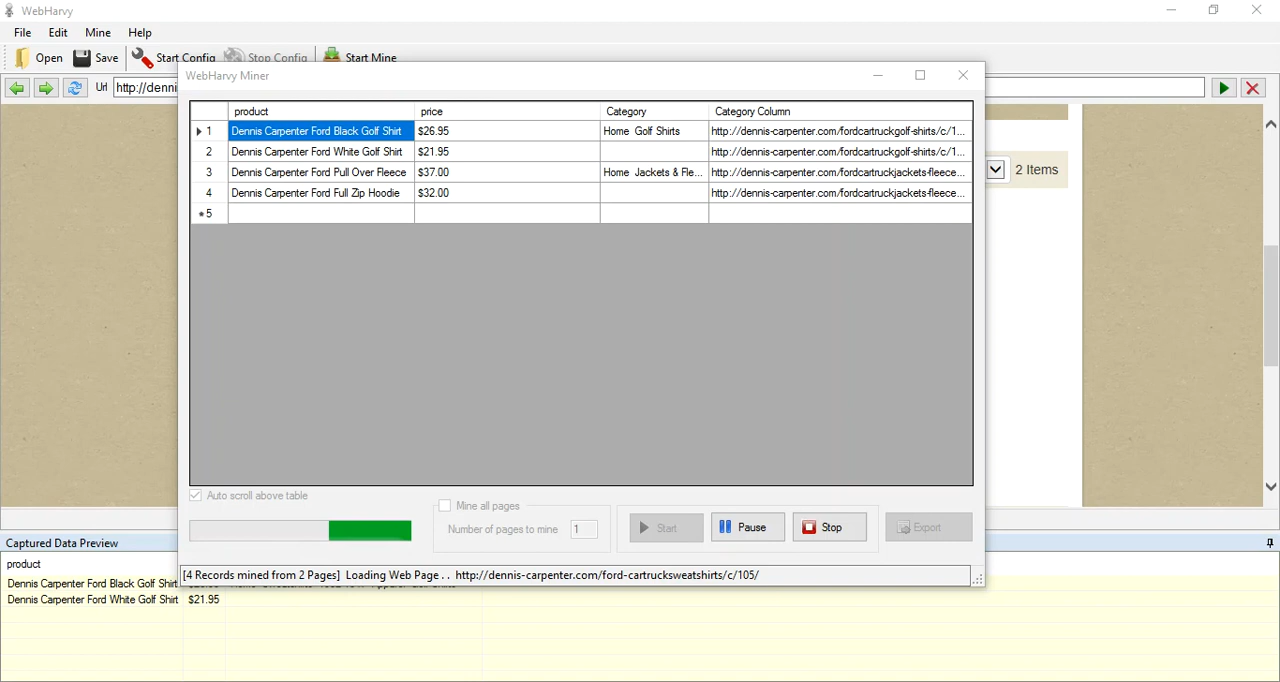 WebHarvy
File Edit Mine Help
Open Save Start Config Stop Config Start Mine
Url http://denni
WebHarvy Miner
product price Category Category Column
1 Dennis Carpenter Ford Black Golf Shirt $26.95 Home Golf Shirts http://dennis-carpenter.com/fordcartruckgolf-shirts/c/1...
2 Dennis Carpenter Ford White Golf Shirt $21.95 http://dennis-carpenter.com/fordcartruckgolf-shirts/c/1...
3 Dennis Carpenter Ford Pull Over Fleece $37.00 Home Jackets & Fle... http://dennis-carpenter.com/fordcartruckjackets-fleece...
4 Dennis Carpenter Ford Full Zip Hoodie $32.00 http://dennis-carpenter.com/fordcartruckjackets-fleece...
*5
2 Items
Auto scroll above table
Mine all pages
Number of pages to mine 1
Start Pause Stop Export
[4 Records mined from 2 Pages] Loading Web Page . . http://dennis-carpenter.com/ford-cartrucksweatshirts/c/105/
Captured Data Preview
product
Dennis Carpenter Ford Black Golf Shirt
Dennis Carpenter Ford White Golf Shirt $21.95